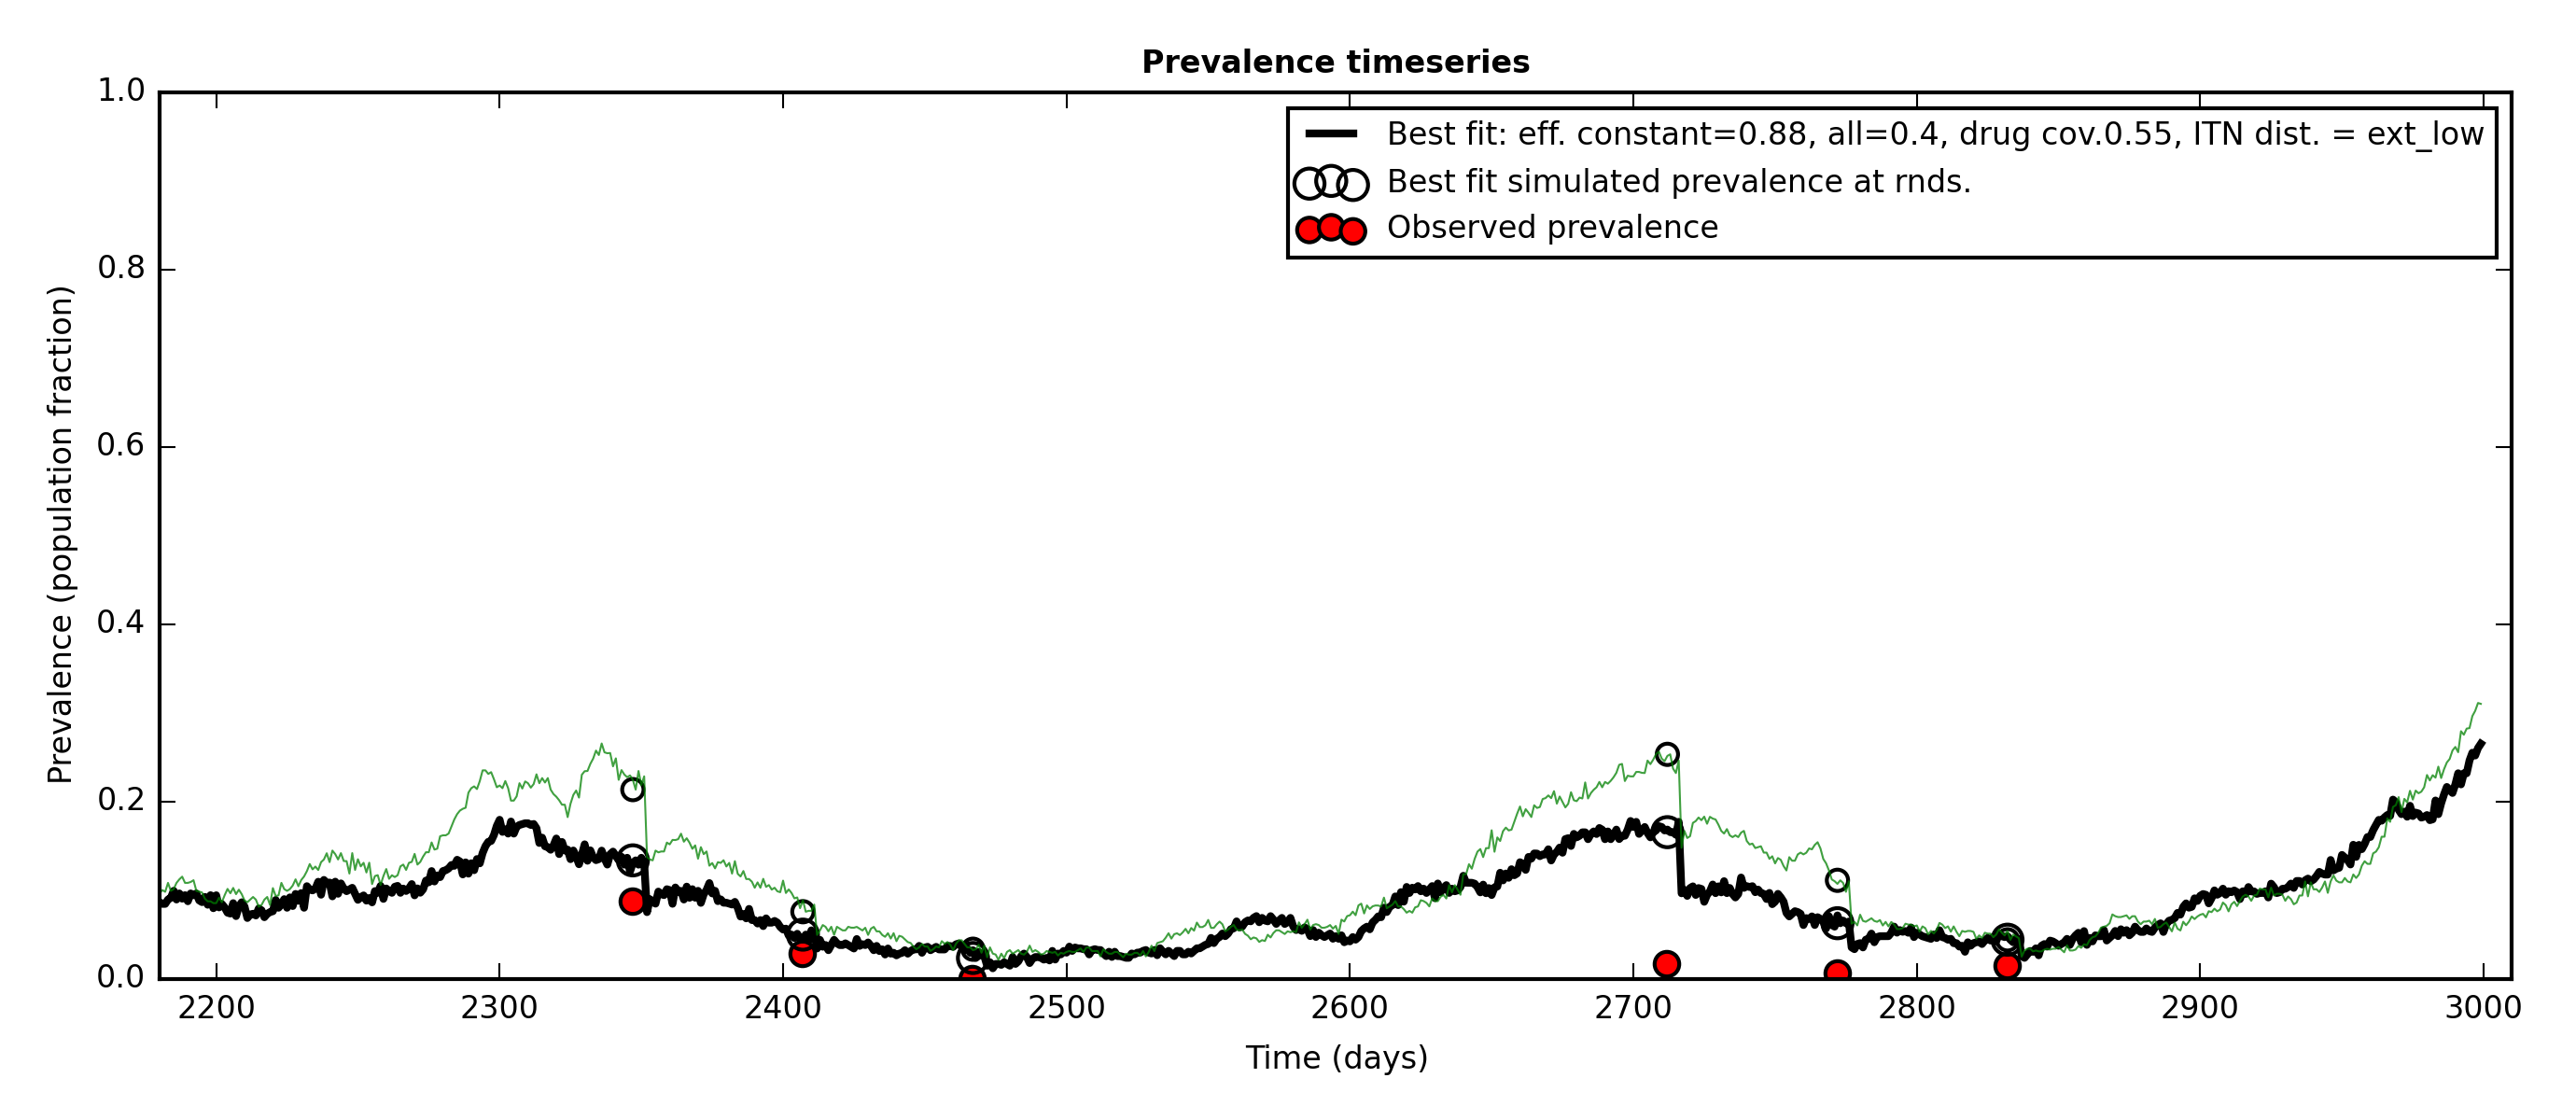 Prevalence timeseries
1.0
0.8
0.6
0.4
0.2
0.0
Prevalence (population fraction)
Best fit: eff. constant=0.88, all=0.4, drug cov.0.55, ITN dist. = ext_low
Best fit simulated prevalence at rnds.
Observed prevalence
2200 2300 2400 2500 2600 2700 2800 2900 3000
Time (days)